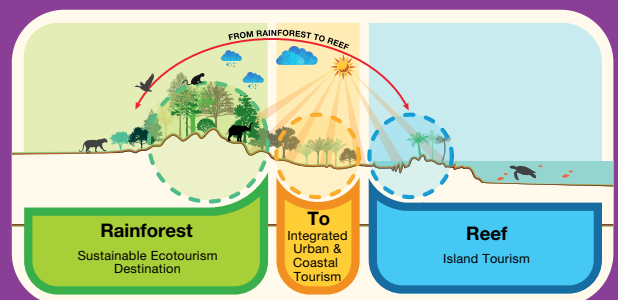 FROM RAINFOREST TO REEF
Rainforest
Sustainable Ecotourism
Destination
To
Integrated
Urban &
Coastal
Tourism
Reef
Island Tourism